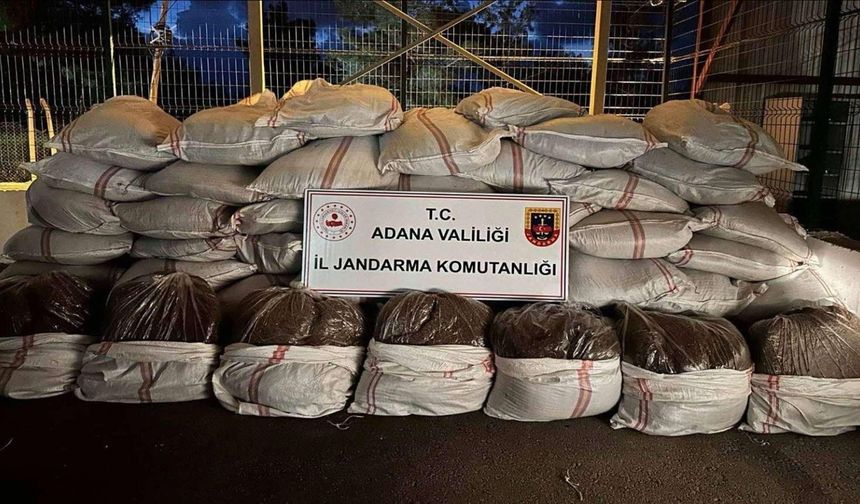 T.C.
ADANA VALİLİĞİ
İL JANDARMA KOMUTANLIĞI